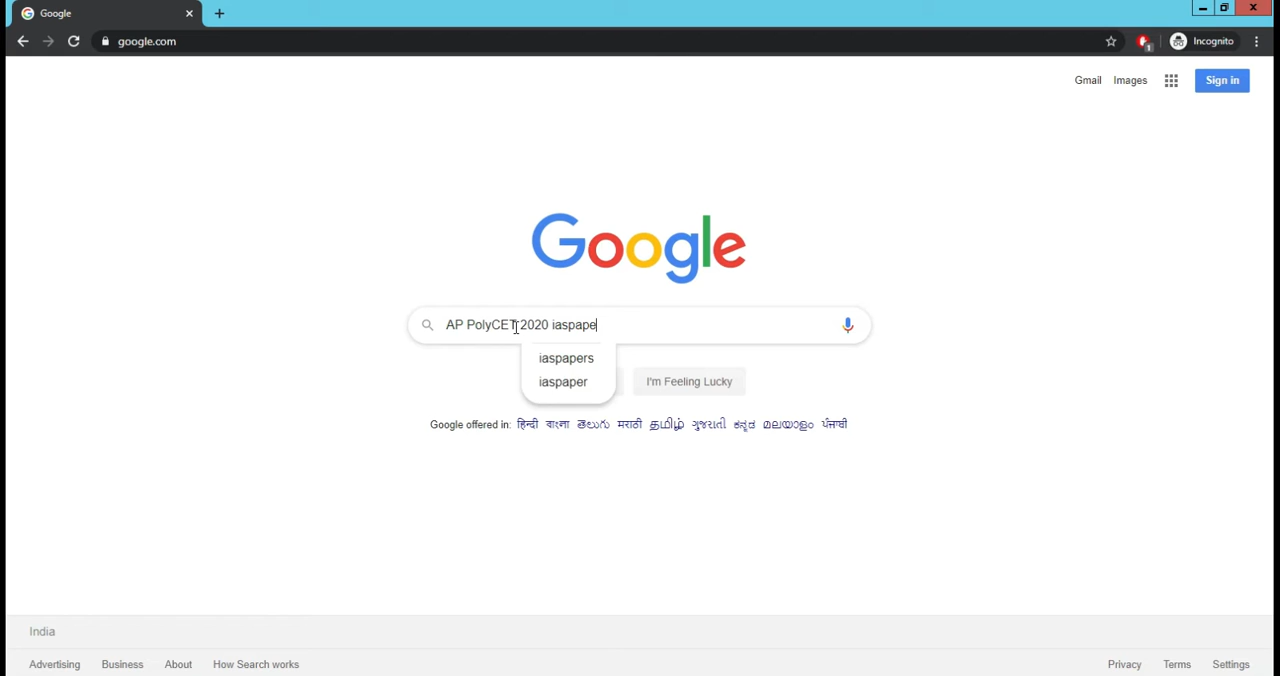 Google
google.com
1
Incognito
Gmail Images Sign in
Google
AP PolyCET 2020 iaspape
iaspapers
iaspaper
I'm Feeling Lucky
Google offered in: हिन्दी বাংলা తెలుగు मराठी தமிழ் ગુજરાતી ಕನ್ನಡ മലയാളം ਪੰਜਾਬੀ
India
Advertising Business About How Search works Privacy Terms Settings